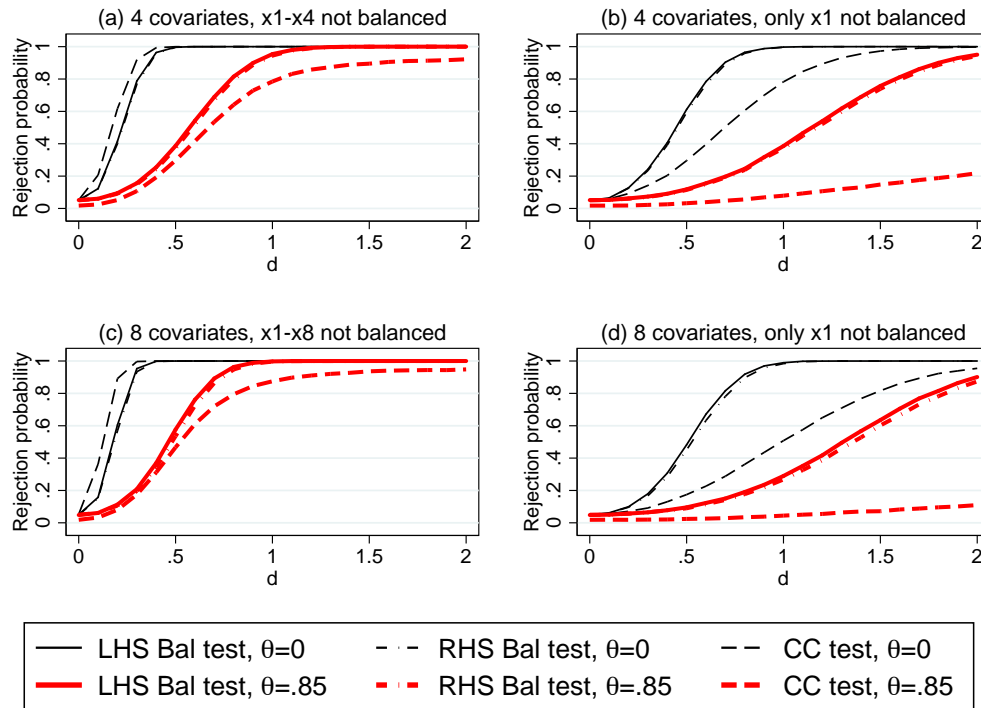 (a) 4 covariates, x1-x4 not balanced
Rejection probability
0 .2 .4 .6 .8 1
0 .5 1 1.5 2
d
(b) 4 covariates, only x1 not balanced
Rejection probability
0 .2 .4 .6 .8 1
0 .5 1 1.5 2
d
(c) 8 covariates, x1-x8 not balanced
Rejection probability
0 .2 .4 .6 .8 1
0 .5 1 1.5 2
d
(d) 8 covariates, only x1 not balanced
Rejection probability
0 .2 .4 .6 .8 1
0 .5 1 1.5 2
d
LHS Bal test, θ=0 RHS Bal test, θ=0 CC test, θ=0
LHS Bal test, θ=.85 RHS Bal test, θ=.85 CC test, θ=.85